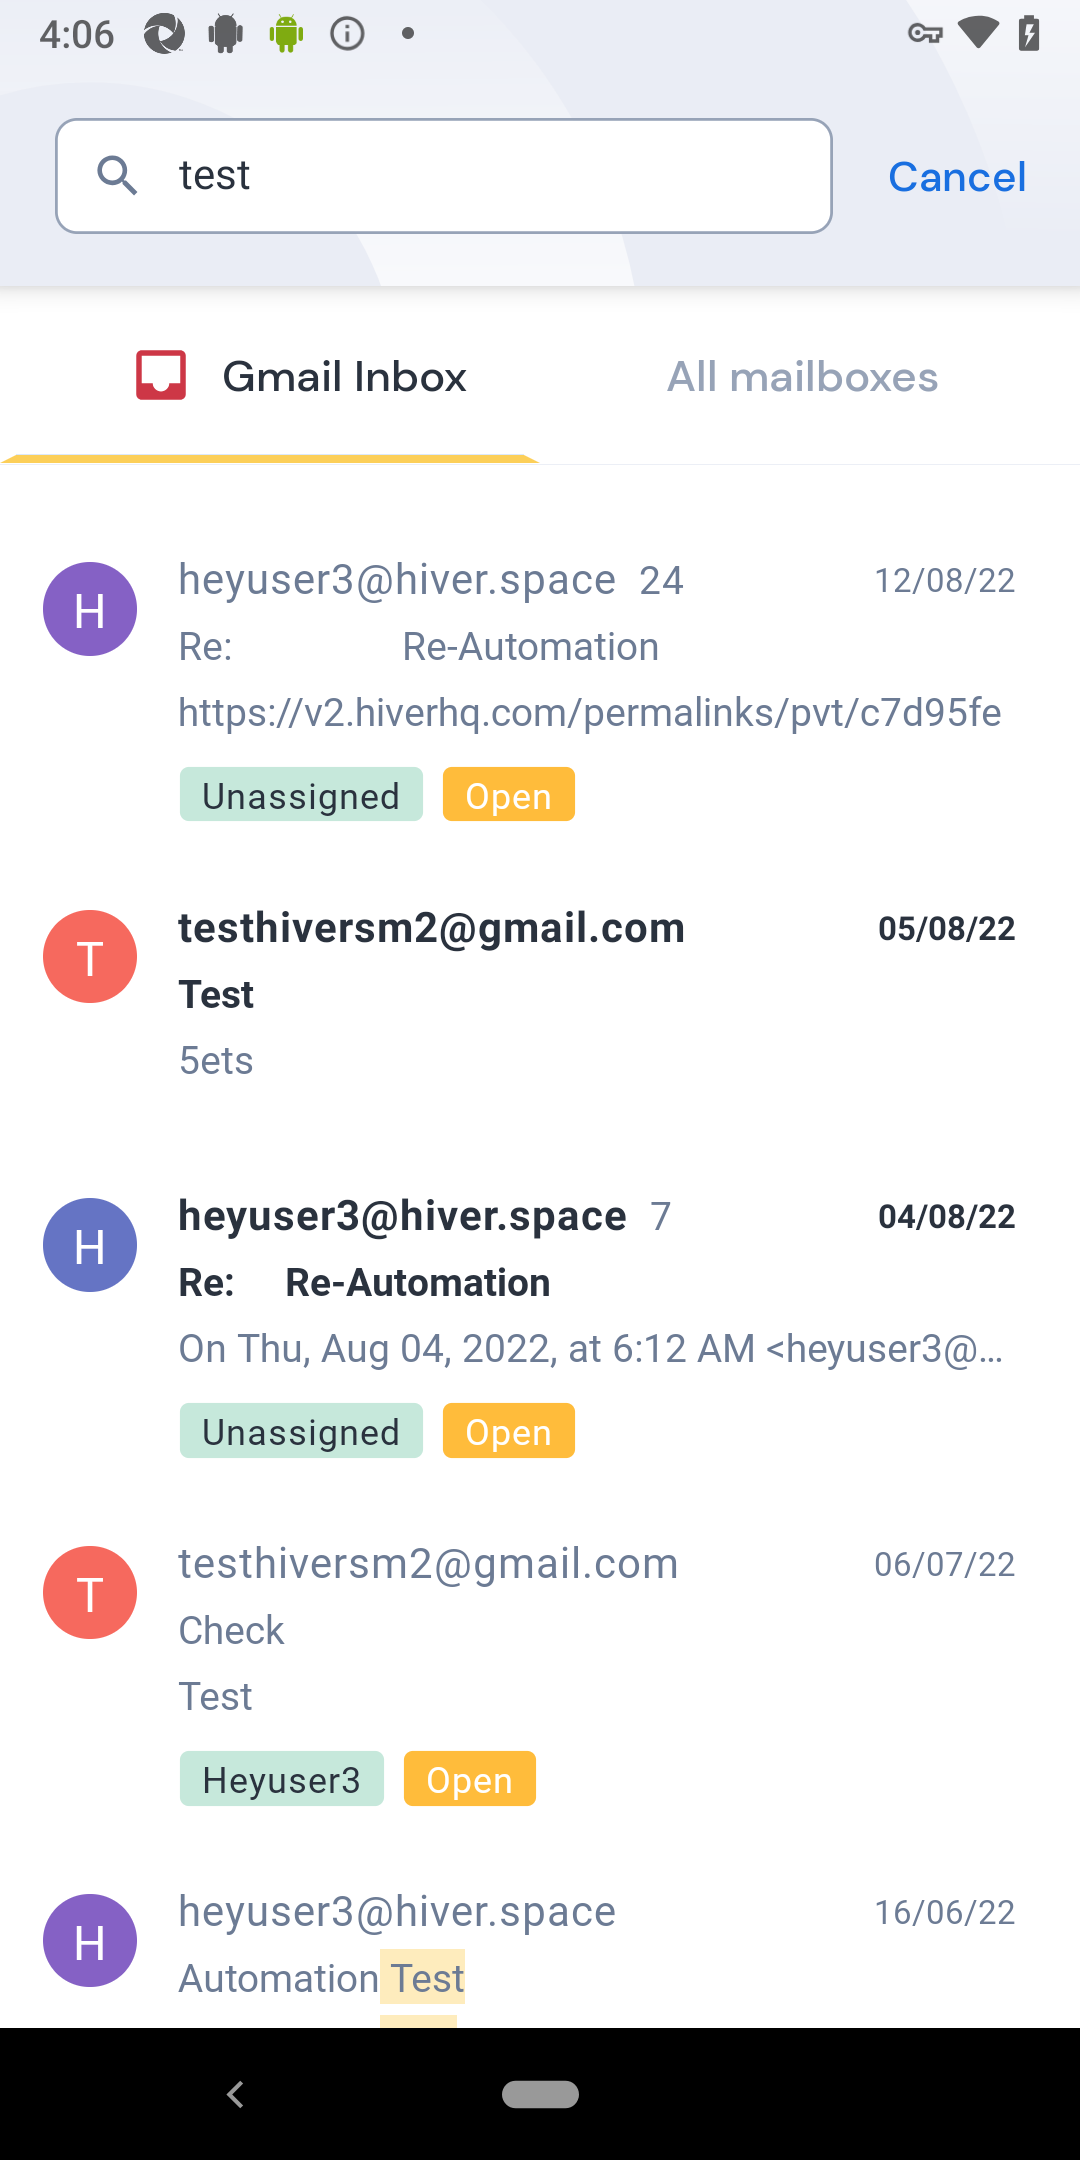 4:06
test
Cancel
Gmail Inbox
All mailboxes
H
heyuser3@hiver.space 24
12/08/22
Re: Re-Automation
https://v2.hiverhq.com/permalinks/pvt/c7d95fe
Unassigned
Open
T
testhiversm2@gmail.com
05/08/22
Test
5ets
H
heyuser3@hiver.space 7
04/08/22
Re: Re-Automation
On Thu, Aug 04, 2022, at 6:12 AM <heyuser3@...
Unassigned
Open
T
testhiversm2@gmail.com
06/07/22
Check
Test
Heyuser3
Open
H
heyuser3@hiver.space
16/06/22
Automation Test